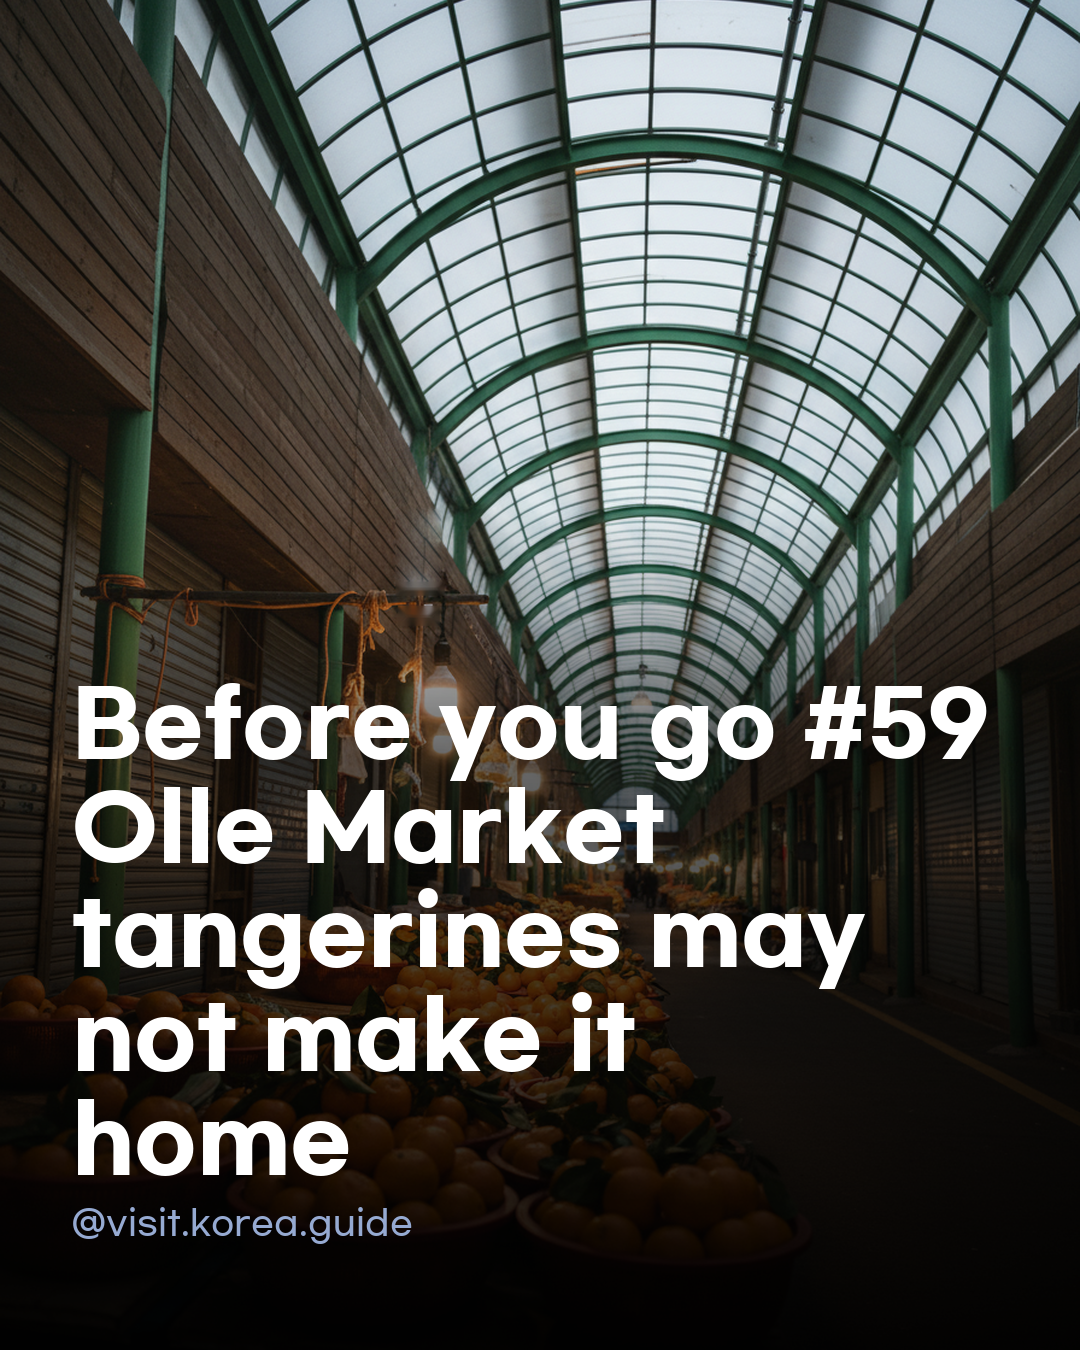 Before you go #59
Olle Market
tangerines may
not make it
home
@visit.korea.guide